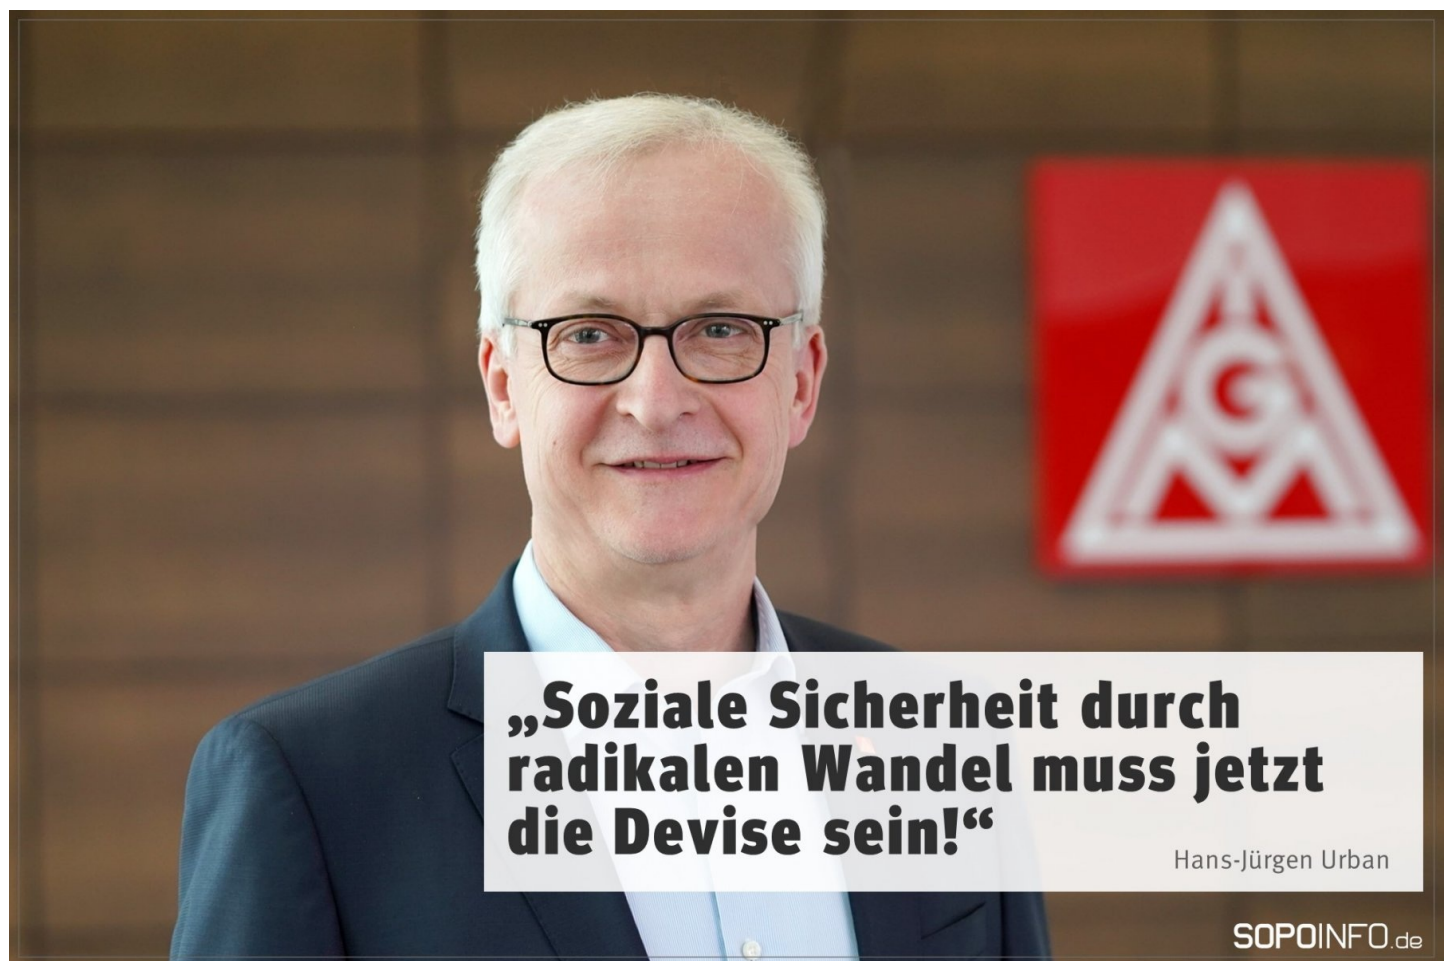 IGM
„Soziale Sicherheit durch
radikalen Wandel muss jetzt
die Devise sein!“
Hans-Jürgen Urban
SOPOINFO.de